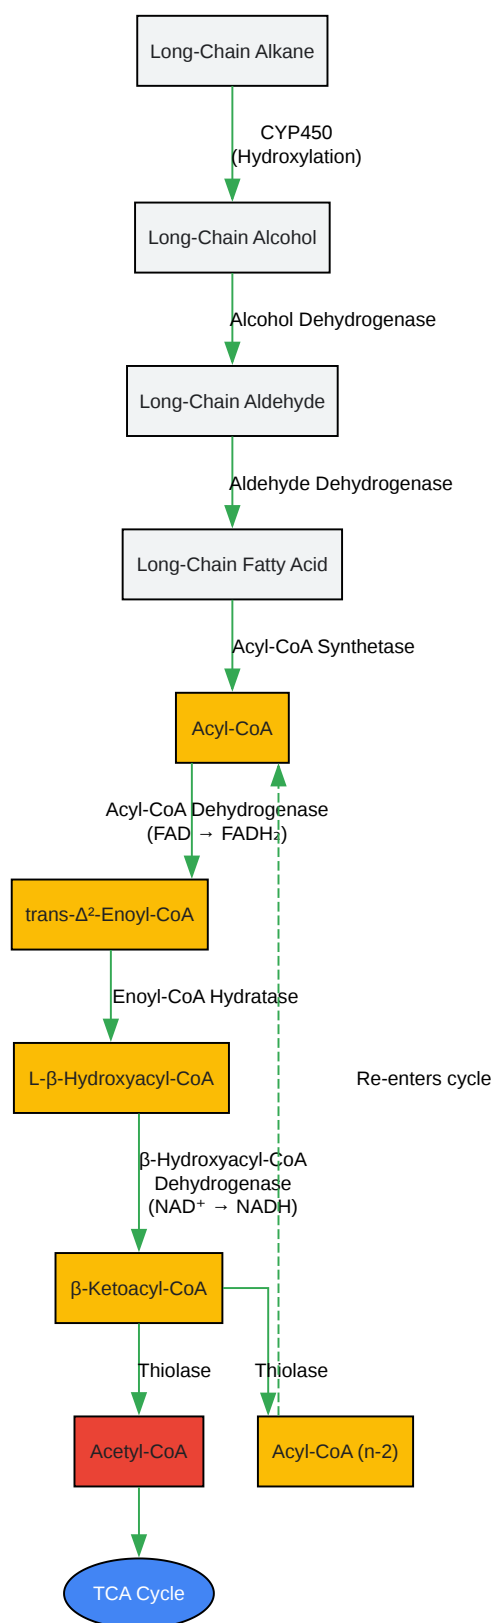 Long-Chain Alkane
CYP450
(Hydroxylation)
Long-Chain Alcohol
Alcohol Dehydrogenase
Long-Chain Aldehyde
Aldehyde Dehydrogenase
Long-Chain Fatty Acid
Acyl-CoA Synthetase
Acyl-CoA
Acyl-CoA Dehydrogenase
(FAD → FADH₂)
trans-Δ²-Enoyl-CoA
Enoyl-CoA Hydratase
L-β-Hydroxyacyl-CoA
Re-enters cycle
β-Hydroxyacyl-CoA
Dehydrogenase
(NAD⁺ → NADH)
β-Ketoacyl-CoA
Thiolase
Thiolase
Acetyl-CoA
Acyl-CoA (n-2)
TCA Cycle